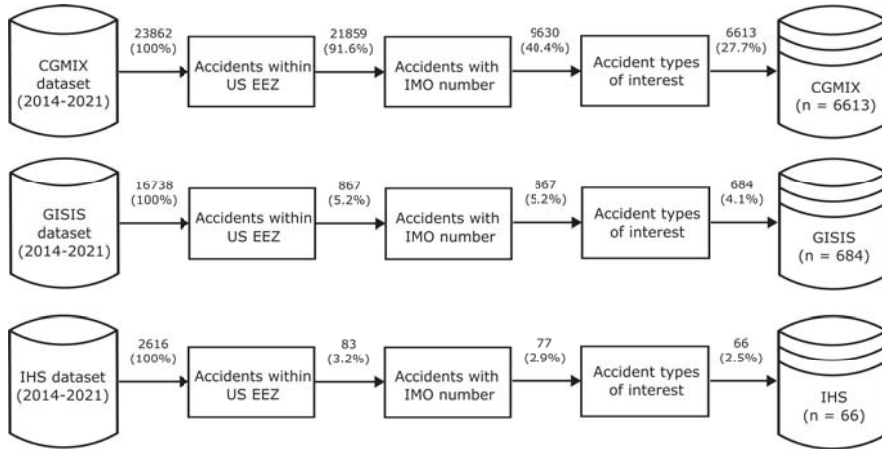 23862
(100%)
21859
(91.6%)
9630
(40.4%)
6613
(27.7%)
CGMIX
dataset
(2014-2021)
Accidents within
US EEZ
Accidents with
IMO number
Accident types
of interest
CGMIX
(n = 6613)
16738
(100%)
867
(5.2%)
867
(5.2%)
684
(4.1%)
GISIS
dataset
(2014-2021)
Accidents within
US EEZ
Accidents with
IMO number
Accident types
of interest
GISIS
(n = 684)
2616
(100%)
83
(3.2%)
77
(2.9%)
66
(2.5%)
IHS dataset
(2014-2021)
Accidents within
US EEZ
Accidents with
IMO number
Accident types
of interest
IHS
(n = 66)